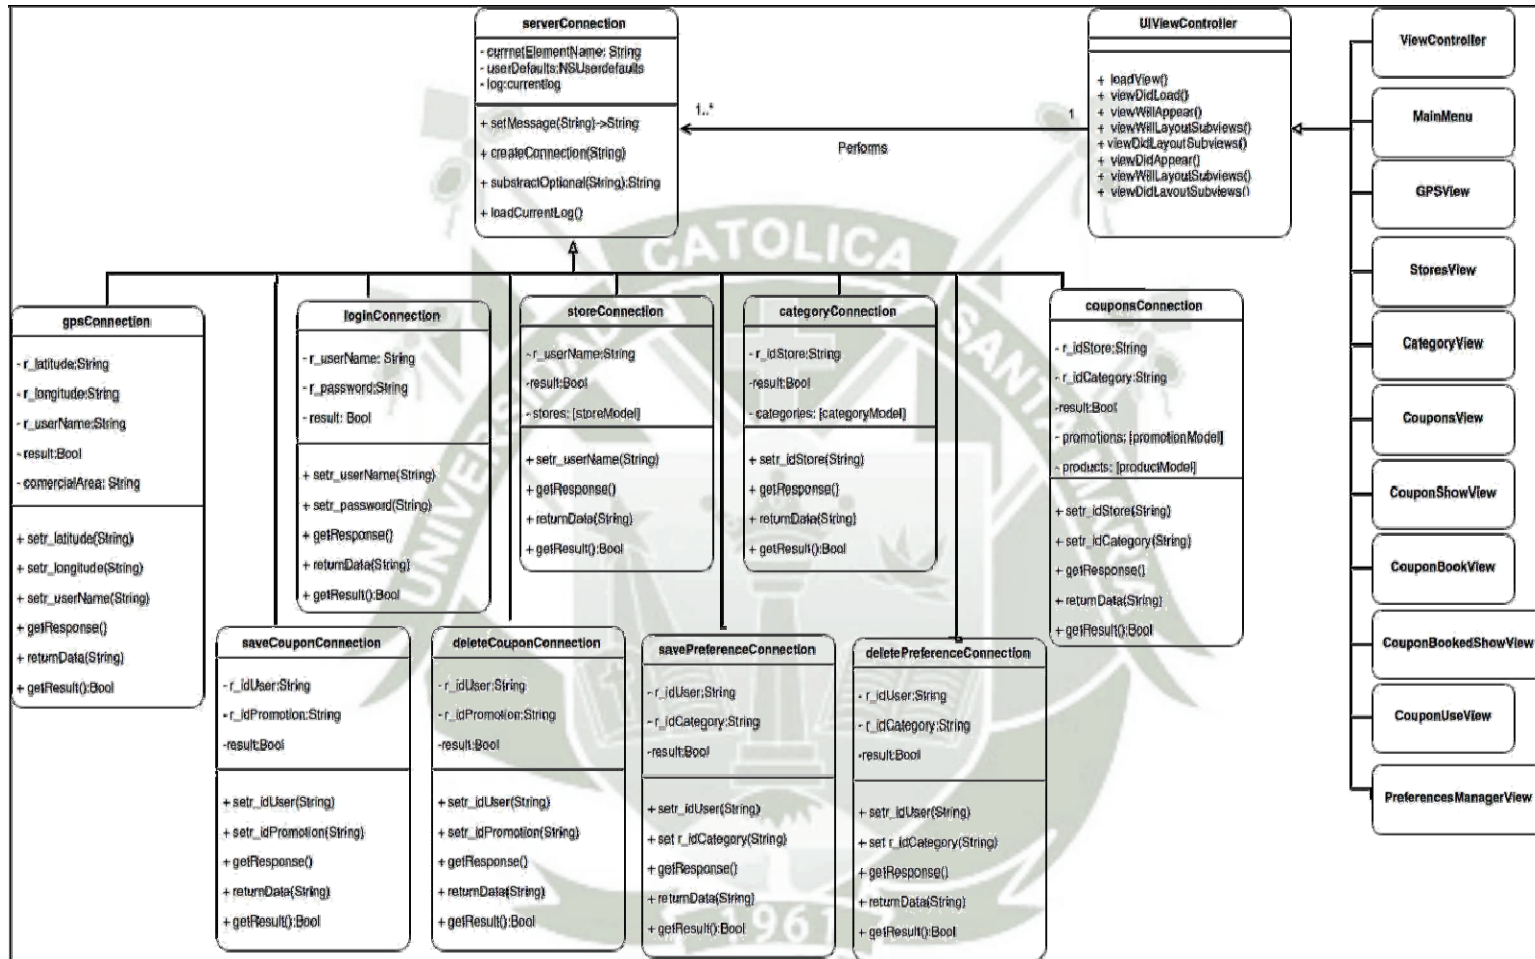 serverConnection
- currnetElementName: String
- userDefaults:NSUserdefaults
- log:currentlog
+ setMessage(String)->String
+ createConnection(String)
+ substractOptional(String):String
+ loadCurrentLog()
1..*
1
Performs
UIViewController
+ loadView()
+ viewDidLoad()
+ viewWillAppear()
+ viewWillLayoutSubviews()
+ viewDidLayoutSubviews()
+ viewDidAppear()
+ viewWillLayoutSubviews()
+ viewDidLayoutSubviews()
ViewController
MainMenu
GPSView
StoresView
CategoryView
CouponsView
CouponShowView
CouponBookView
CouponBookedShowView
CouponUseView
PreferencesManagerView
gpsConnection
- r_latitude:String
- r_longitude:String
- r_userName:String
- result:Bool
- comercialArea: String
+ setr_latitude(String)
+ setr_longitude(String)
+ setr_userName(String)
+ getResponse()
+ returnData(String)
+ getResult():Bool
loginConnection
- r_userName: String
- r_password:String
- result: Bool
+ setr_userName(String)
+ setr_password(String)
+ getResponse()
+ returnData(String)
+ getResult():Bool
storeConnection
- r_userName:String
-result:Bool
- stores: [storeModel]
+ setr_userName(String)
+ getResponse()
+ returnData(String)
+ getResult():Bool
categoryConnection
- r_idStore:String
-result:Bool
- categories: [categoryModel]
+ setr_idStore(String)
+ getResponse()
+ returnData(String)
+ getResult():Bool
couponsConnection
- r_idStore:String
- r_idCategory:String
-result:Bool
- promotions: [promotionModel]
- products: [productModel]
+ setr_idStore(String)
+ setr_idCategory(String)
+ getResponse()
+ returnData(String)
+ getResult():Bool
saveCouponConnection
- r_idUser:String
- r_idPromotion:String
-result:Bool
+ setr_idUser(String)
+ setr_idPromotion(String)
+ getResponse()
+ returnData(String)
+ getResult():Bool
deleteCouponConnection
- r_idUser:String
- r_idPromotion:String
-result:Bool
+ setr_idUser(String)
+ setr_idPromotion(String)
+ getResponse()
+ returnData(String)
+ getResult():Bool
savePreferenceConnection
- r_idUser:String
- r_idCategory:String
-result:Bool
+ setr_idUser(String)
+ set r_idCategory(String)
+ getResponse()
+ returnData(String)
+ getResult():Bool
deletePreferenceConnection
- r_idUser:String
- r_idCategory:String
-result:Bool
+ setr_idUser(String)
+ set r_idCategory(String)
+ getResponse()
+ returnData(String)
+ getResult():Bool
CATOLICA
1961